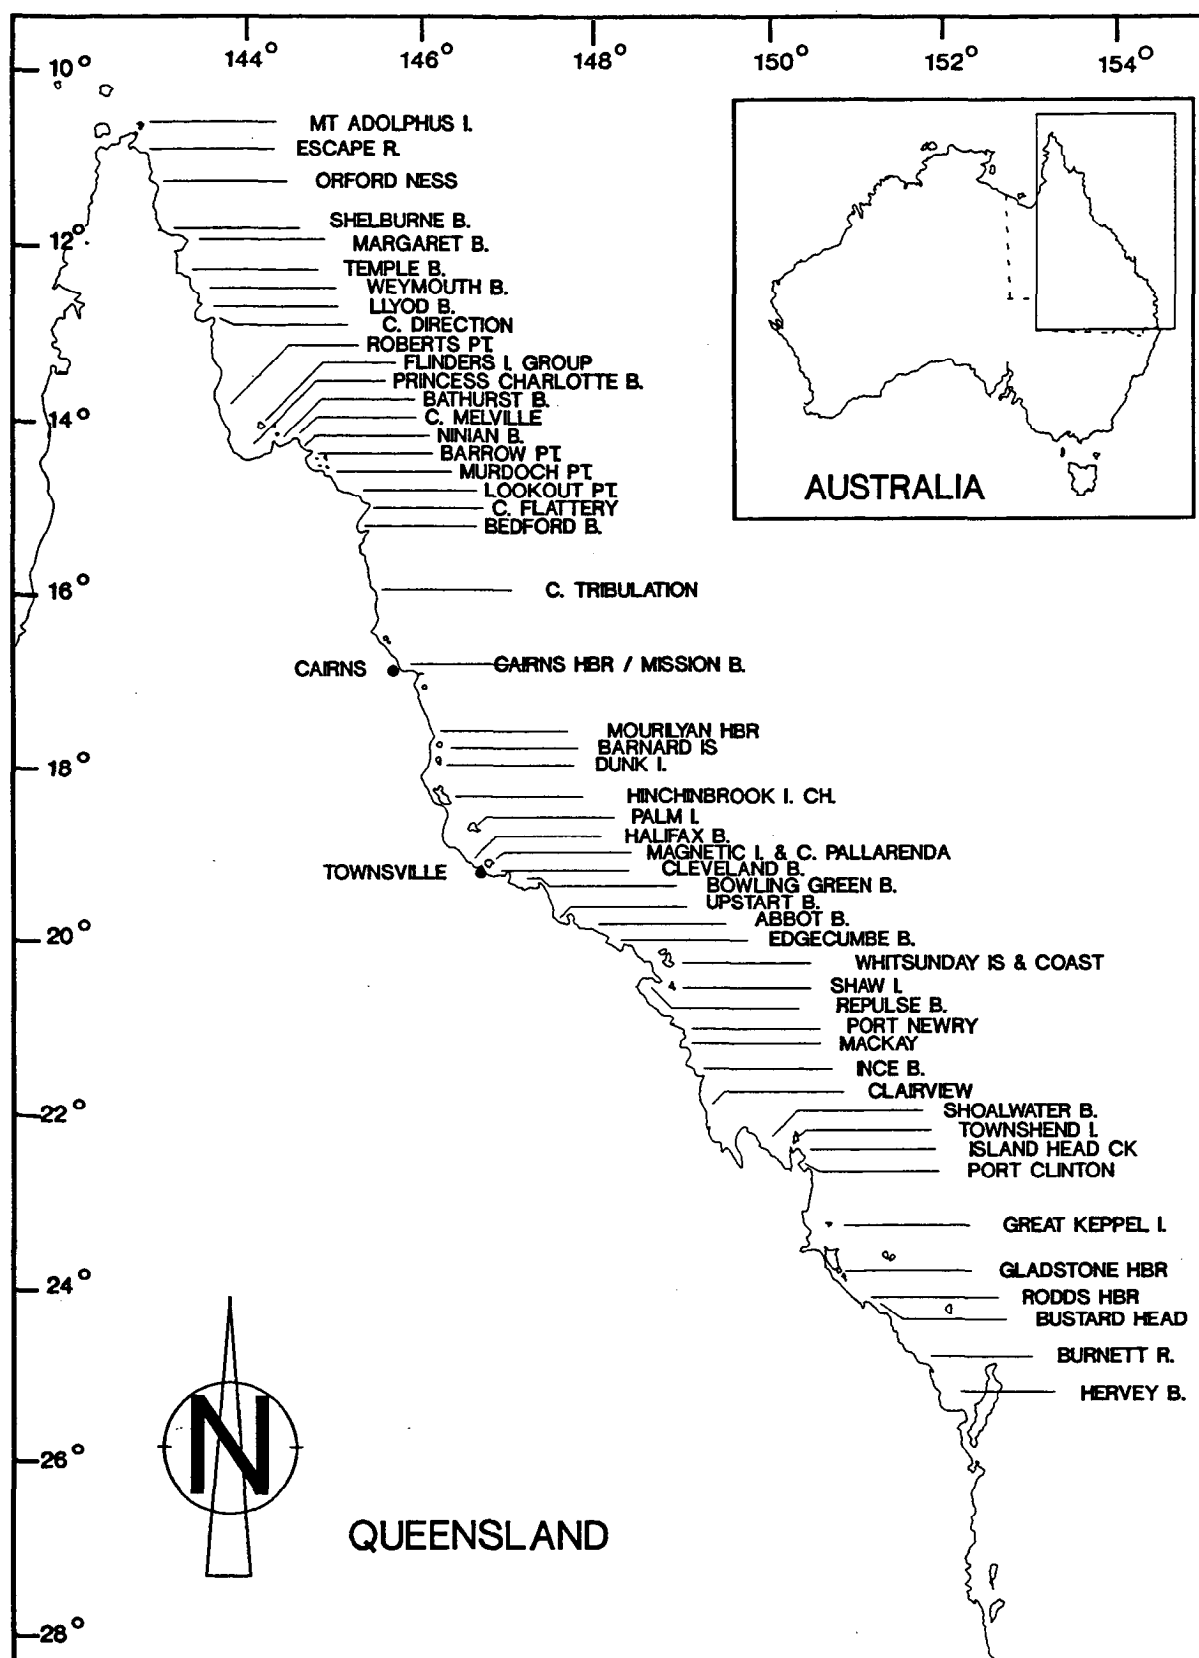 144° 146° 148° 150° 152° 154°
10°
MT ADOLPHUS I.
ESCAPE R.
ORFORD NESS
SHELBURNE B.
12°
MARGARET B.
TEMPLE B.
WEYMOUTH B.
LLYOD B.
C. DIRECTION
ROBERTS PT.
FLINDERS I. GROUP
PRINCESS CHARLOTTE B.
BATHURST B.
14°
C. MELVILLE
NINIAN B.
BARROW PT.
MURDOCH PT.
LOOKOUT PT.
C. FLATTERY
BEDFORD B.
AUSTRALIA
16°
C. TRIBULATION
CAIRNS
CAIRNS HBR / MISSION B.
MOURILYAN HBR
BARNARD IS
18°
DUNK I.
HINCHINBROOK I. CH.
PALM I.
HALIFAX B.
MAGNETIC I. & C. PALLARENDA
TOWNSVILLE
CLEVELAND B.
BOWLING GREEN B.
UPSTART B.
ABBOT B.
20°
EDGECUMBE B.
WHITSUNDAY IS & COAST
SHAW I.
REPULSE B.
PORT NEWRY
MACKAY
INCE B.
CLAIRVIEW
22°
SHOALWATER B.
TOWNSHEND I.
ISLAND HEAD CK
PORT CLINTON
GREAT KEPPEL I.
GLADSTONE HBR
24°
RODDS HBR
BUSTARD HEAD
BURNETT R.
HERVEY B.
N
26°
QUEENSLAND
28°